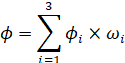 ϕ = ∑_{i=1}^{3} ϕ_i × ω_i